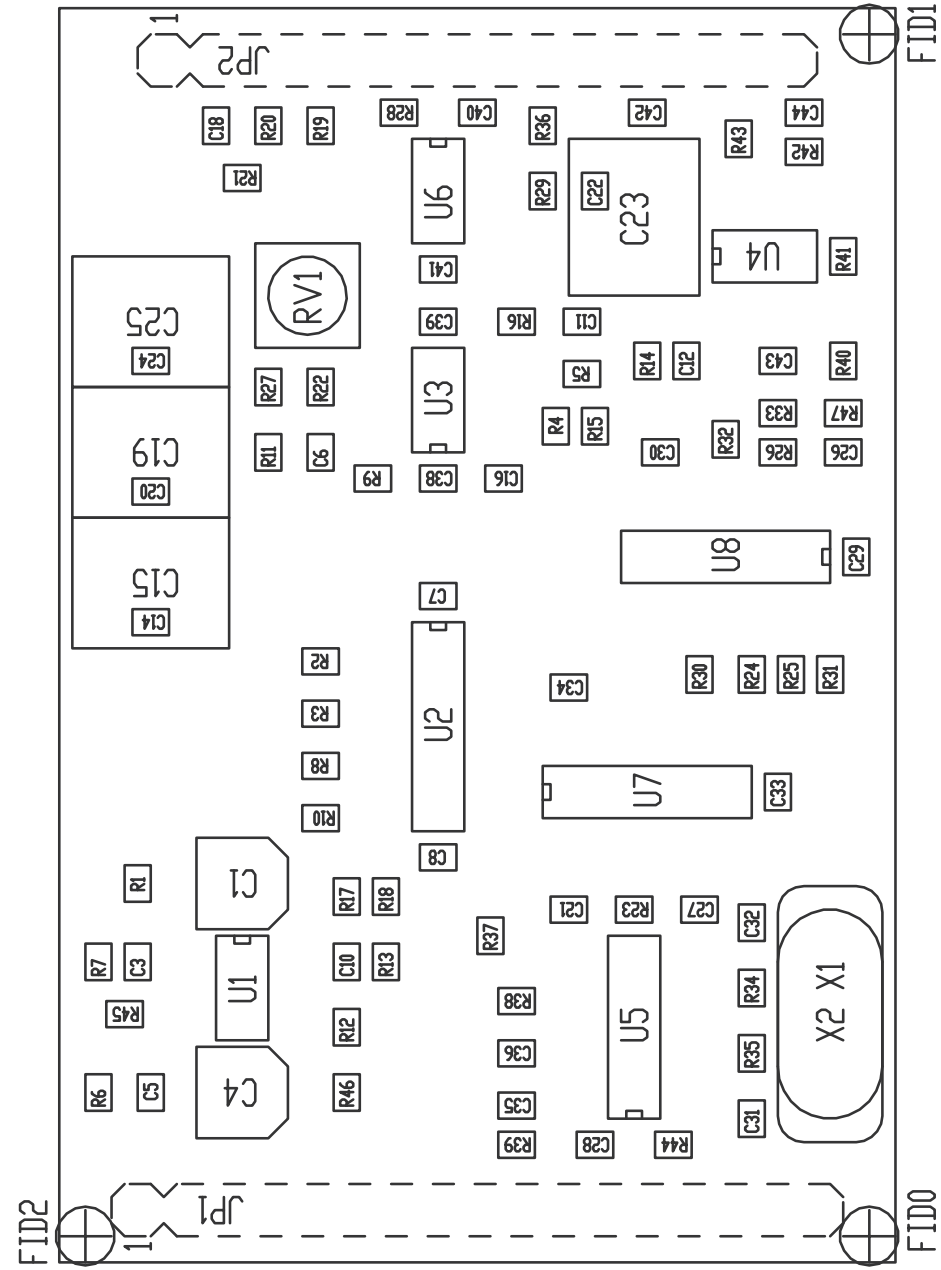 FID1
1
JP2
C18
R20
R19
R28
C40
R36
C42
R43
C44
R42
R21
U6
R29
C22
C23
U4
R41
C41
RV1
C25
C24
C39
R16
C11
R5
R14
C12
C43
R40
R27
R22
U3
R4
R15
R33
R47
R32
C19
C20
R11
C6
R9
C38
C16
C30
R26
C26
U8
C29
C15
C14
C7
R2
R3
R8
R10
U2
C34
R30
R24
R25
R31
U7
C33
C8
R1
C1
R17
R18
C21
R23
C27
C32
R37
R7
C3
U1
C10
R13
R38
R34
X2 X1
R45
R12
U5
C36
R35
R6
C5
C4
R46
C35
C31
R39
C28
R44
JP1
1
FID2
FID0